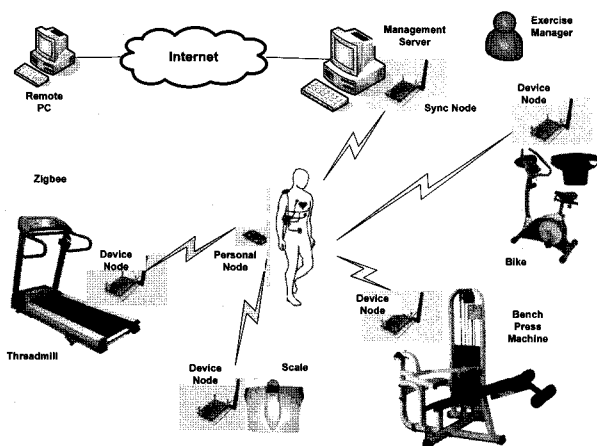 Management
Server
Exercise
Manager
Internet
Remote
PC
Sync Node
Device
Node
Zigbee
Device
Node
Personal
Node
Bike
Device
Node
Bench
Press
Machine
Threadmill
Device
Node
Scale